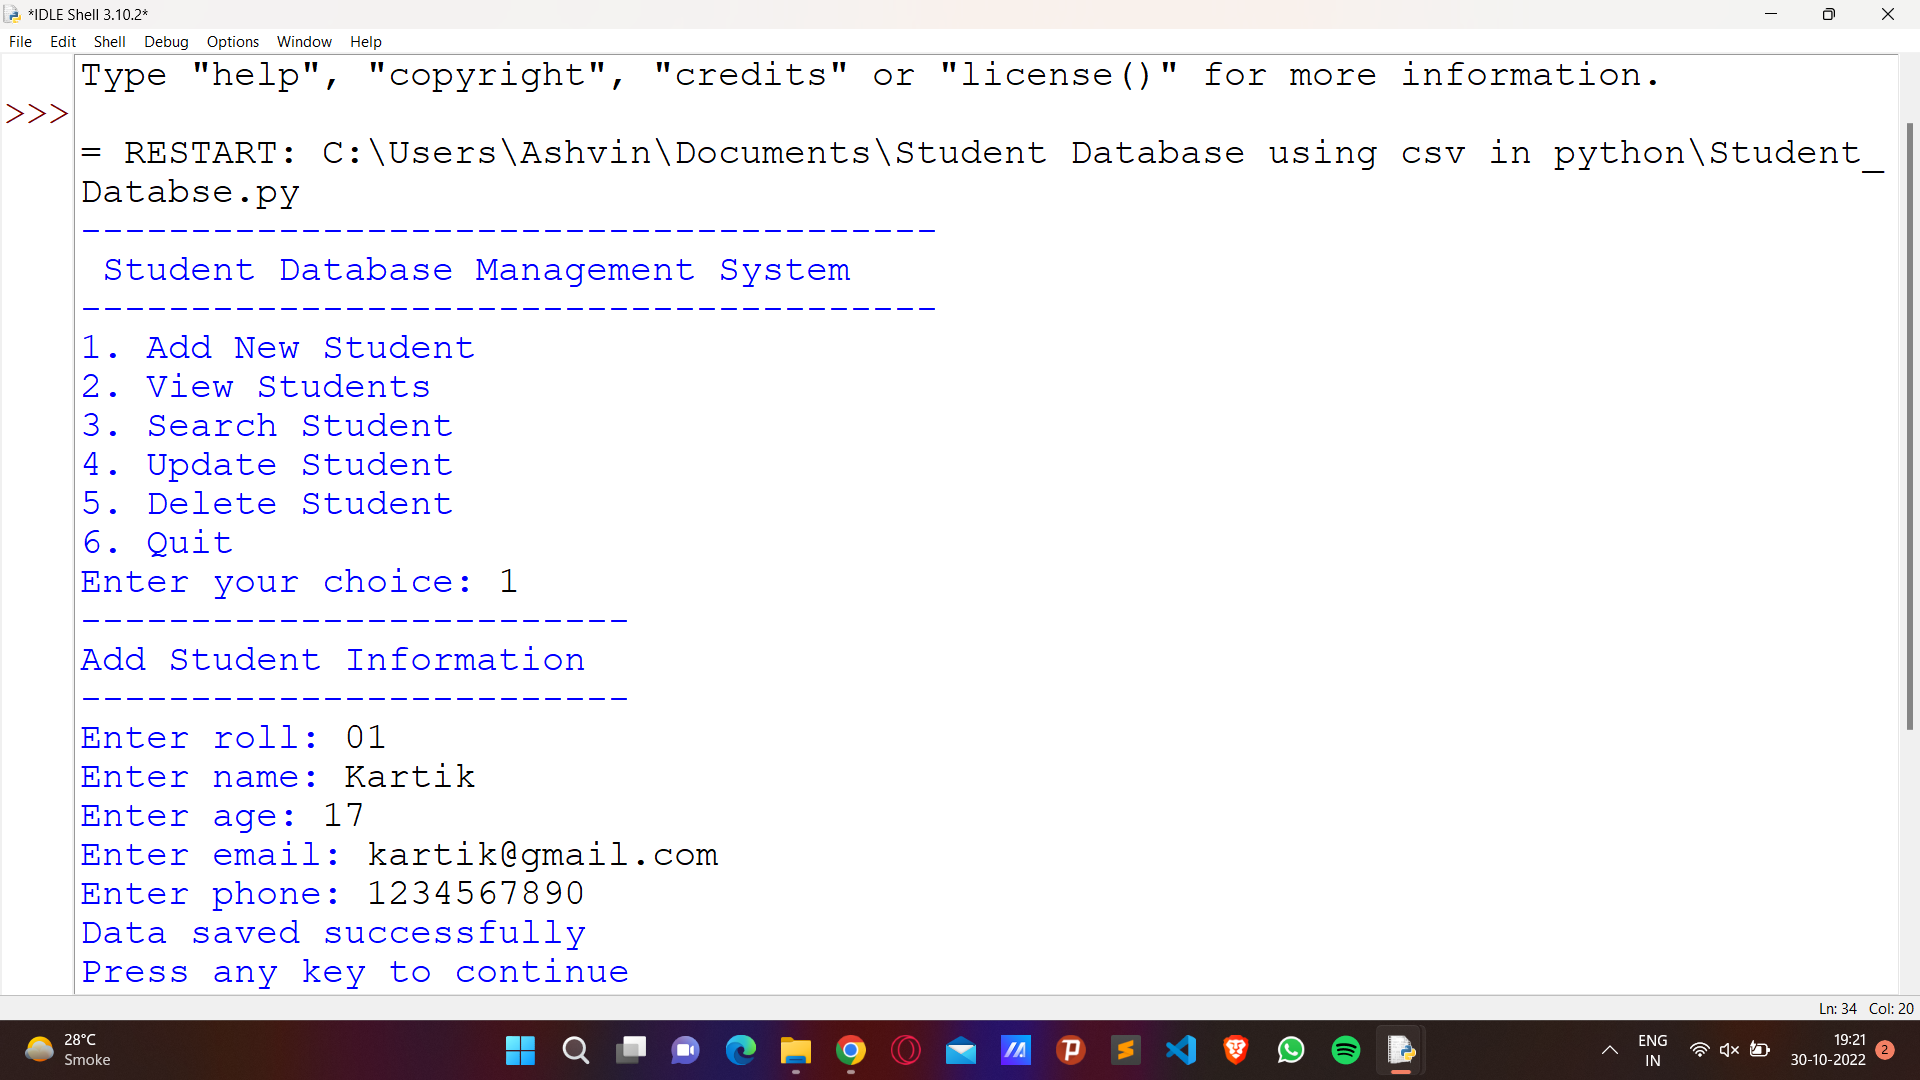 *IDLE Shell 3.10.2*
File Edit Shell Debug Options Window Help
Type "help", "copyright", "credits" or "license()" for more information.
>>>
= RESTART: C:\Users\Ashvin\Documents\Student Database using csv in python\Student_
Databse.py
---------------------------------------
 Student Database Management System
---------------------------------------
1. Add New Student
2. View Students
3. Search Student
4. Update Student
5. Delete Student
6. Quit
Enter your choice: 1
-------------------------
Add Student Information
-------------------------
Enter roll: 01
Enter name: Kartik
Enter age: 17
Enter email: kartik@gmail.com
Enter phone: 1234567890
Data saved successfully
Press any key to continue
Ln: 34 Col: 20
28°C
Smoke
ENG
IN
19:21
30-10-2022
2